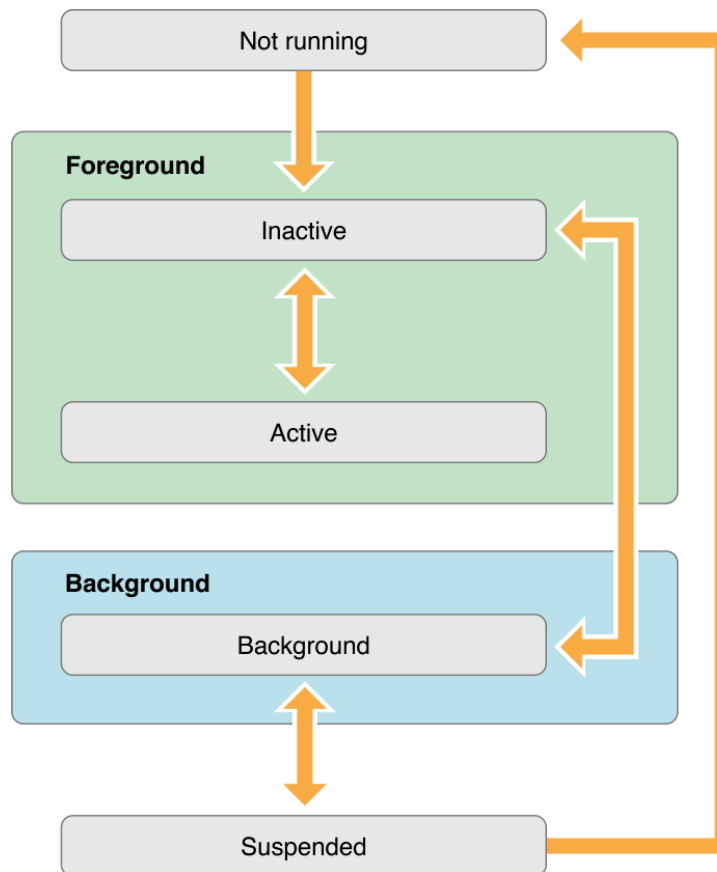 Not running
Foreground
Inactive
Active
Background
Background
Suspended